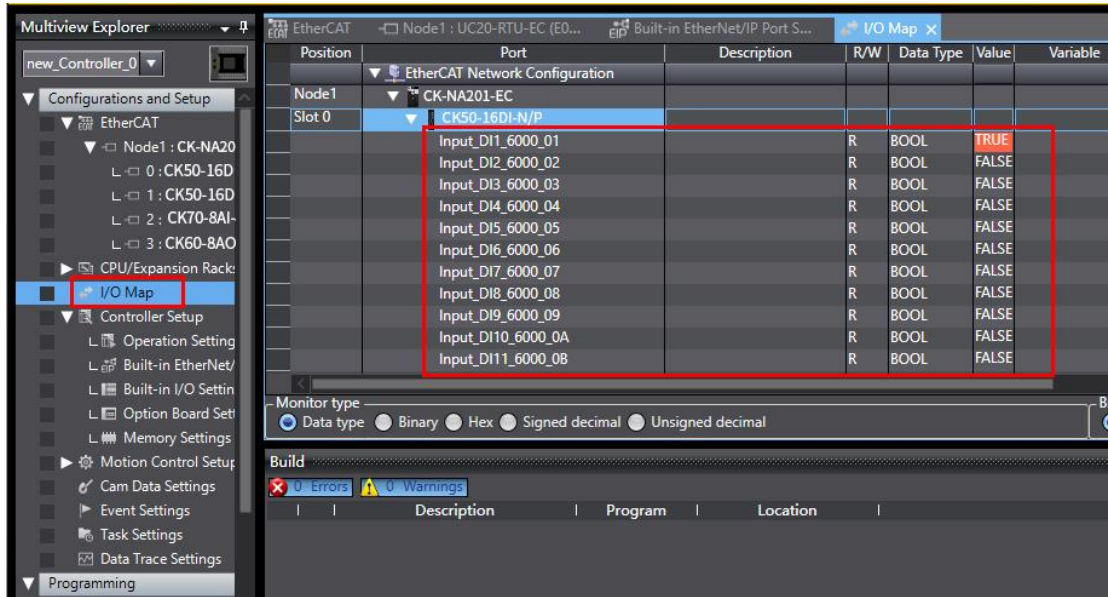 Multiview Explorer
new_Controller_0
Configurations and Setup
EtherCAT
Node1 : CK-NA20
0 : CK50-16D
1 : CK50-16D
2 : CK70-8AI-
3 : CK60-8AO
CPU/Expansion Racks
I/O Map
Controller Setup
Operation Setting
Built-in EtherNet/
Built-in I/O Settin
Option Board Sett
Memory Settings
Motion Control Setup
Cam Data Settings
Event Settings
Task Settings
Data Trace Settings
Programming
EtherCAT Node1 : UC20-RTU-EC (E0... Built-in EtherNet/IP Port S... I/O Map
Position Port Description R/W Data Type Value Variable
EtherCAT Network Configuration
Node1 CK-NA201-EC
Slot 0 CK50-16DI-N/P
Input_DI1_6000_01 R BOOL TRUE
Input_DI2_6000_02 R BOOL FALSE
Input_DI3_6000_03 R BOOL FALSE
Input_DI4_6000_04 R BOOL FALSE
Input_DI5_6000_05 R BOOL FALSE
Input_DI6_6000_06 R BOOL FALSE
Input_DI7_6000_07 R BOOL FALSE
Input_DI8_6000_08 R BOOL FALSE
Input_DI9_6000_09 R BOOL FALSE
Input_DI10_6000_0A R BOOL FALSE
Input_DI11_6000_0B R BOOL FALSE
Monitor type
Data type Binary Hex Signed decimal Unsigned decimal
Build
0 Errors 0 Warnings
Description Program Location